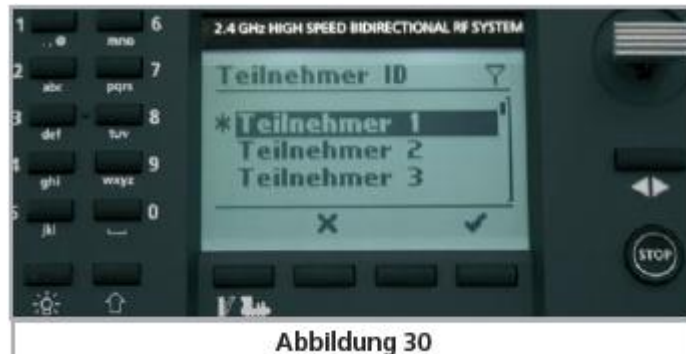 2.4 GHz HIGH SPEED BIDIRECTIONAL RF SYSTEM
Teilnehmer ID
*Teilnehmer 1
Teilnehmer 2
Teilnehmer 3
1 .,@ mno 6
2 abc pqrs 7
3 def tuv 8
4 ghi wxyz 9
5 jkl 0
STOP
Abbildung 30